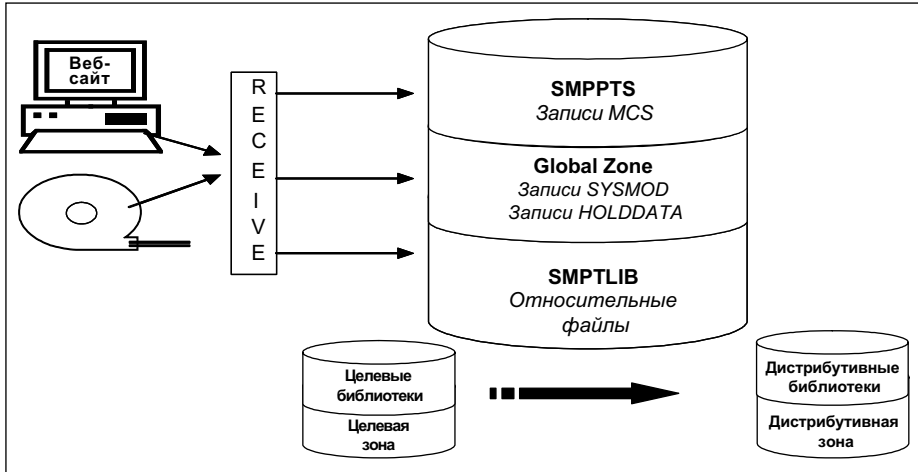 Веб-
сайт
RECEIVE
SMPPTS
Записи MCS
Global Zone
Записи SYSMOD
Записи HOLDDATA
SMPTLIB
Относительные
файлы
Целевые
библиотеки
Целевая
зона
Дистрибутивные
библиотеки
Дистрибутивная
зона